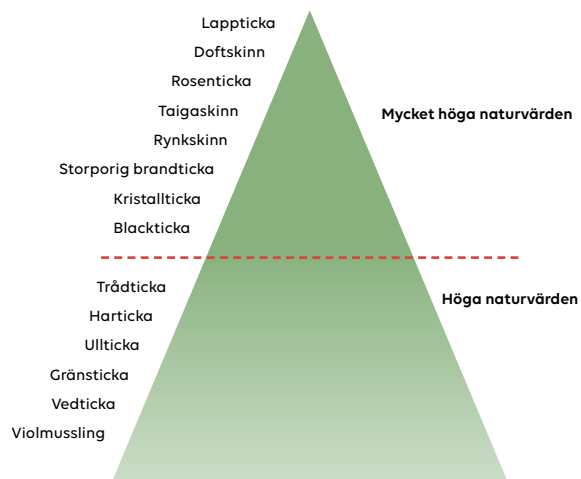 Lappticka
Doftskinn
Rosenticka
Taigaskinn
Mycket höga naturvärden
Rynkskinn
Storporig brandticka
Kristallticka
Blackticka
Trådticka
Höga naturvärden
Harticka
Ullticka
Gränsticka
Vedticka
Violmussling